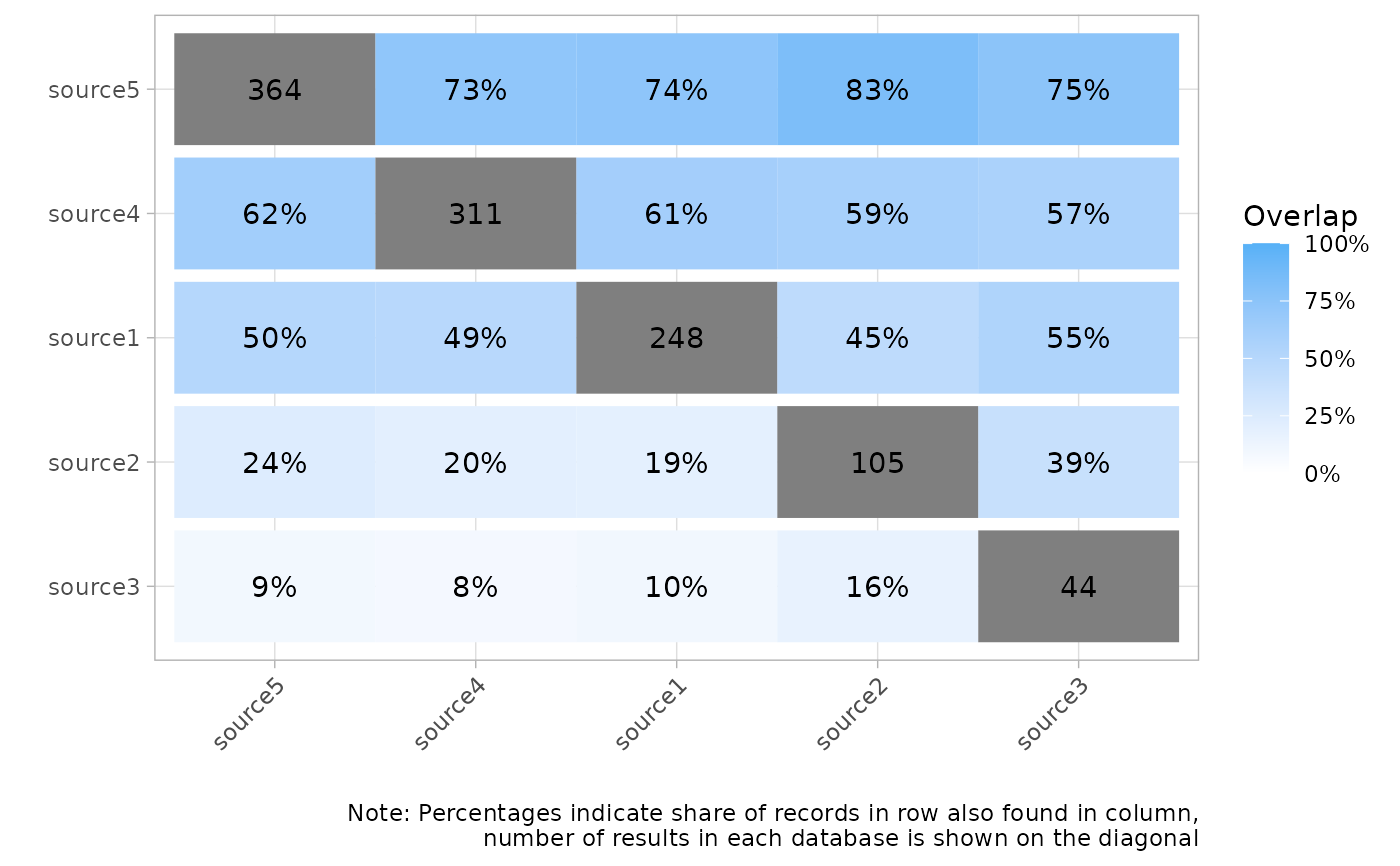 source5 364 73% 74% 83% 75%
source4 62% 311 61% 59% 57%
source1 50% 49% 248 45% 55%
source2 24% 20% 19% 105 39%
source3 9% 8% 10% 16% 44
source5 source4 source1 source2 source3
Overlap
100%
75%
50%
25%
0%
Note: Percentages indicate share of records in row also found in column,
number of results in each database is shown on the diagonal